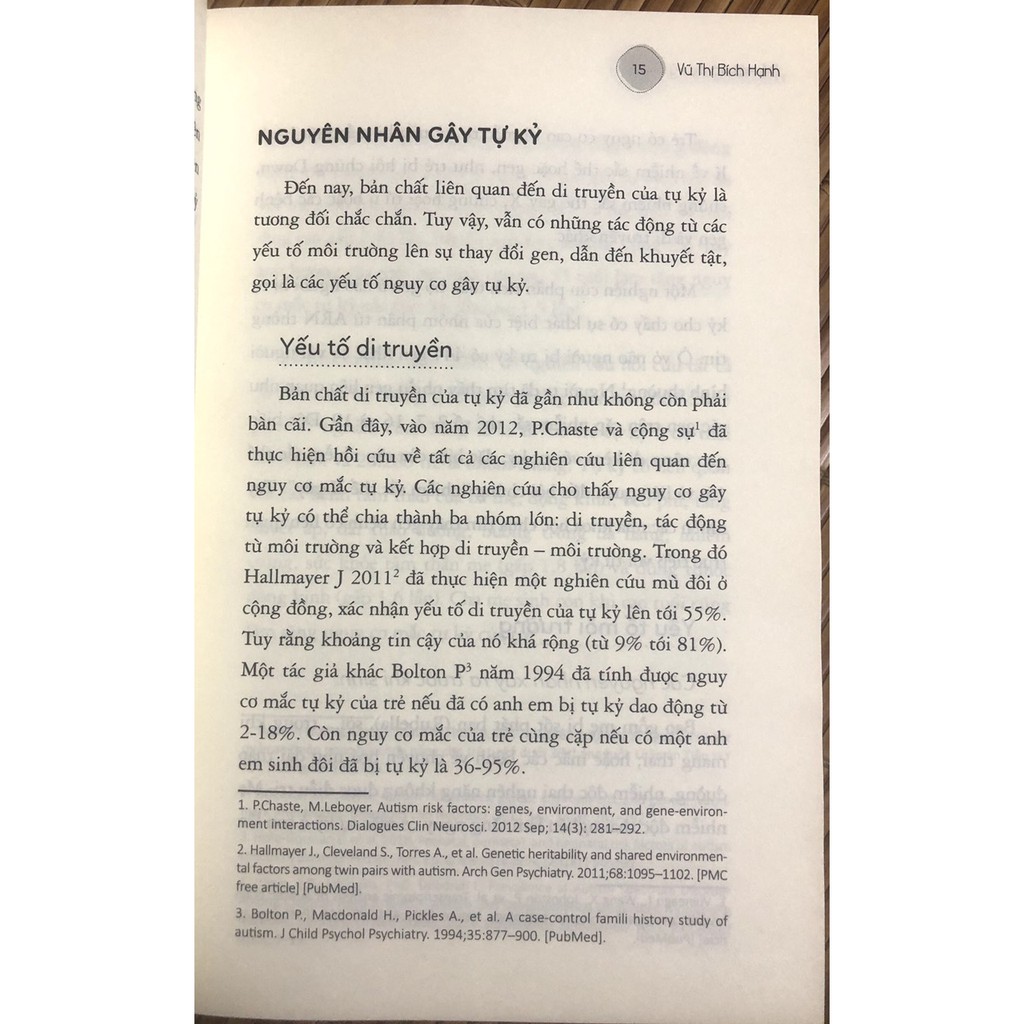 15 Vũ Thị Bích Hạnh
NGUYÊN NHÂN GÂY TỰ KỶ
Đến nay, bản chất liên quan đến di truyền của tự kỷ là
tương đối chắc chắn. Tuy vậy, vẫn có những tác động từ các
yếu tố môi trường lên sự thay đổi gen, dẫn đến khuyết tật,
gọi là các yếu tố nguy cơ gây tự kỷ.
Yếu tố di truyền
Bản chất di truyền của tự kỷ đã gần như không còn phải
bàn cãi. Gần đây, vào năm 2012, P.Chaste và cộng sự¹ đã
thực hiện hồi cứu về tất cả các nghiên cứu liên quan đến
nguy cơ mắc tự kỷ. Các nghiên cứu cho thấy nguy cơ gây
tự kỷ có thể chia thành ba nhóm lớn: di truyền, tác động
từ môi trường và kết hợp di truyền – môi trường. Trong đó
Hallmayer J 2011² đã thực hiện một nghiên cứu mù đôi ở
cộng đồng, xác nhận yếu tố di truyền của tự kỷ lên tói 55%.
Tuy rằng khoảng tin cậy của nó khá rộng (từ 9% tới 81%).
Một tác giả khác Bolton P³ năm 1994 đã tính được nguy
cơ mắc tự kỷ của trẻ nếu đã có anh em bị tự kỷ dao động từ
2-18%. Còn nguy cơ mắc của trẻ cùng cặp nếu có một anh
em sinh đôi đã bị tự kỷ là 36-95%.
1. P.Chaste, M.Leboyer. Autism risk factors: genes, environment, and gene-environ-
ment interactions. Dialogues Clin Neurosci. 2012 Sep; 14(3): 281–292.
2. Hallmayer J., Cleveland S., Torres A., et al. Genetic heritability and shared environmen-
tal factors among twin pairs with autism. Arch Gen Psychiatry. 2011;68:1095–1102. [PMC
free article] [PubMed].
3. Bolton P., Macdonald H., Pickles A., et al. A case-control famili history study of
autism. J Child Psychol Psychiatry. 1994;35:877–900. [PubMed].